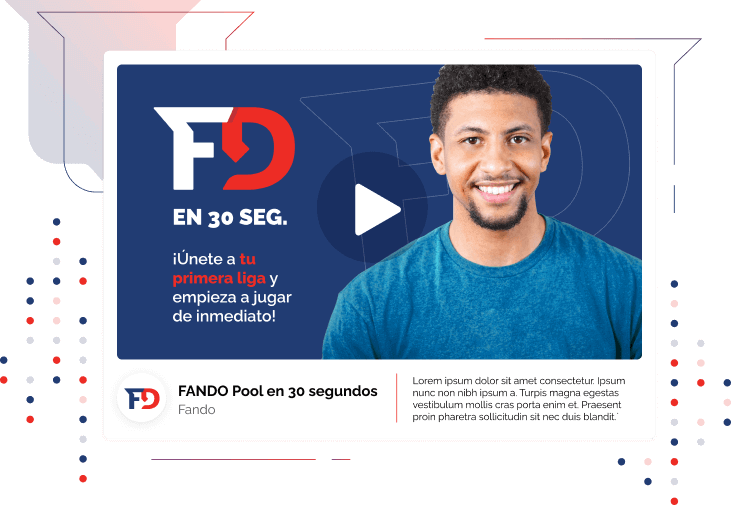 FD
EN 30 SEG.
¡Únete a tu
primera liga y
empieza a jugar
de inmediato!
FD
FANDO Pool en 30 segundos
Fando
Lorem ipsum dolor sit amet consectetur. Ipsum
nunc non nibh ipsum a. Turpis magna egestas
vestibulum mollis cras porta enim et. Praesent
proin pharetra sollicitudin sit nec duis blandit.